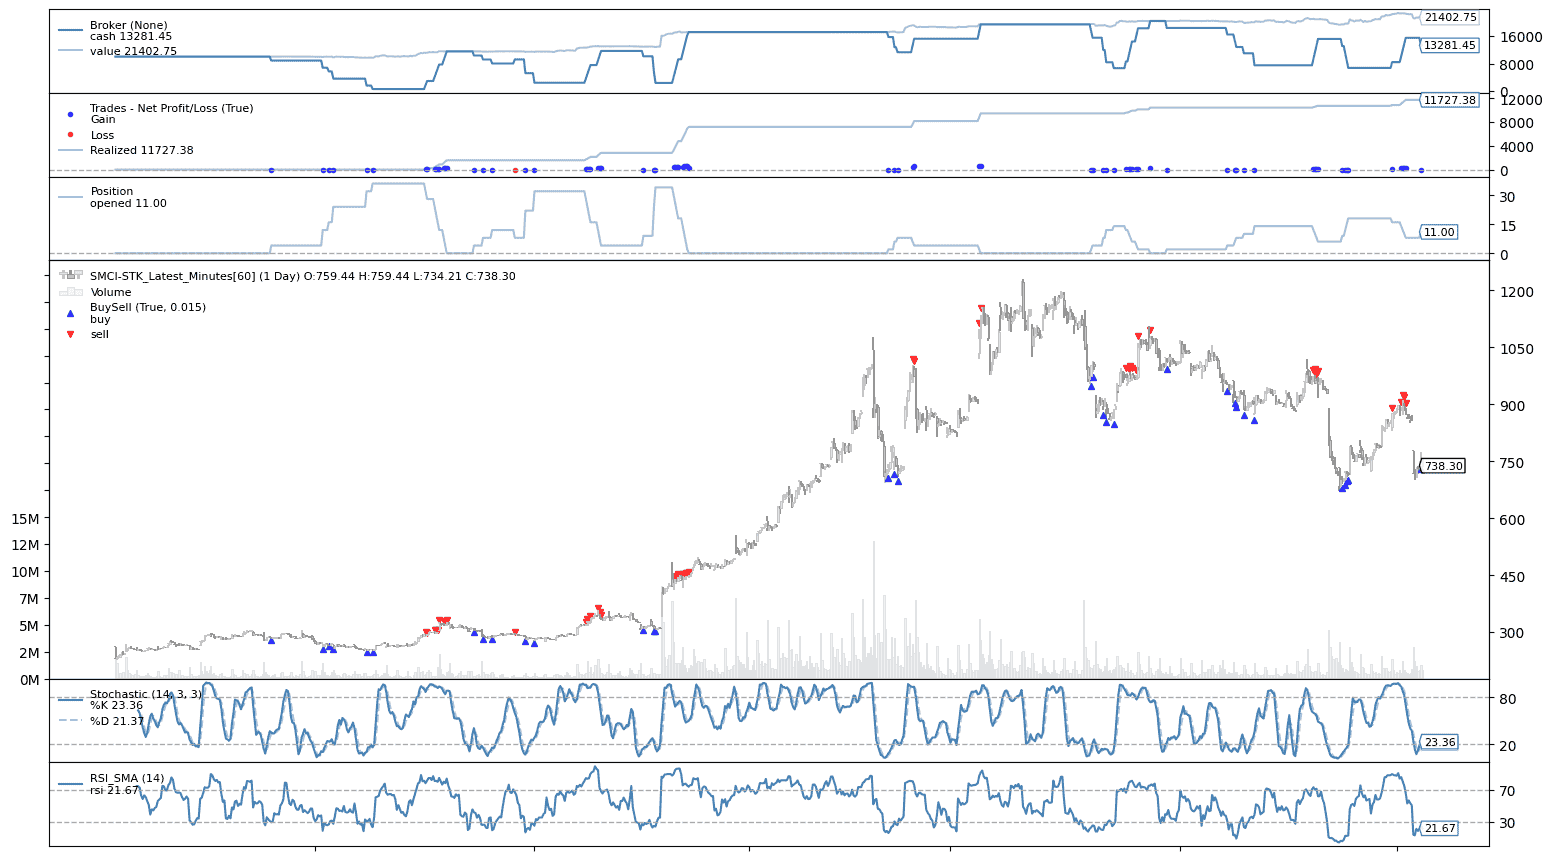 Broker (None)
cash 13281.45
value 21402.75
21402.75
16000
13281.45
8000
0
Trades - Net Profit/Loss (True)
Gain
Loss
Realized 11727.38
11727.38
12000
8000
4000
0
Position
opened 11.00
30
15
11.00
0
SMCI-STK_Latest_Minutes[60] (1 Day) O:759.44 H:759.44 L:734.21 C:738.30
Volume
BuySell (True, 0.015)
buy
sell
1200
1050
900
750
738.30
600
450
300
15M
12M
10M
7M
5M
2M
0M
Stochastic (14, 3, 3)
%K 23.36
%D 21.37
80
23.36
20
RSI_SMA (14)
rsi 21.67
70
30
21.67